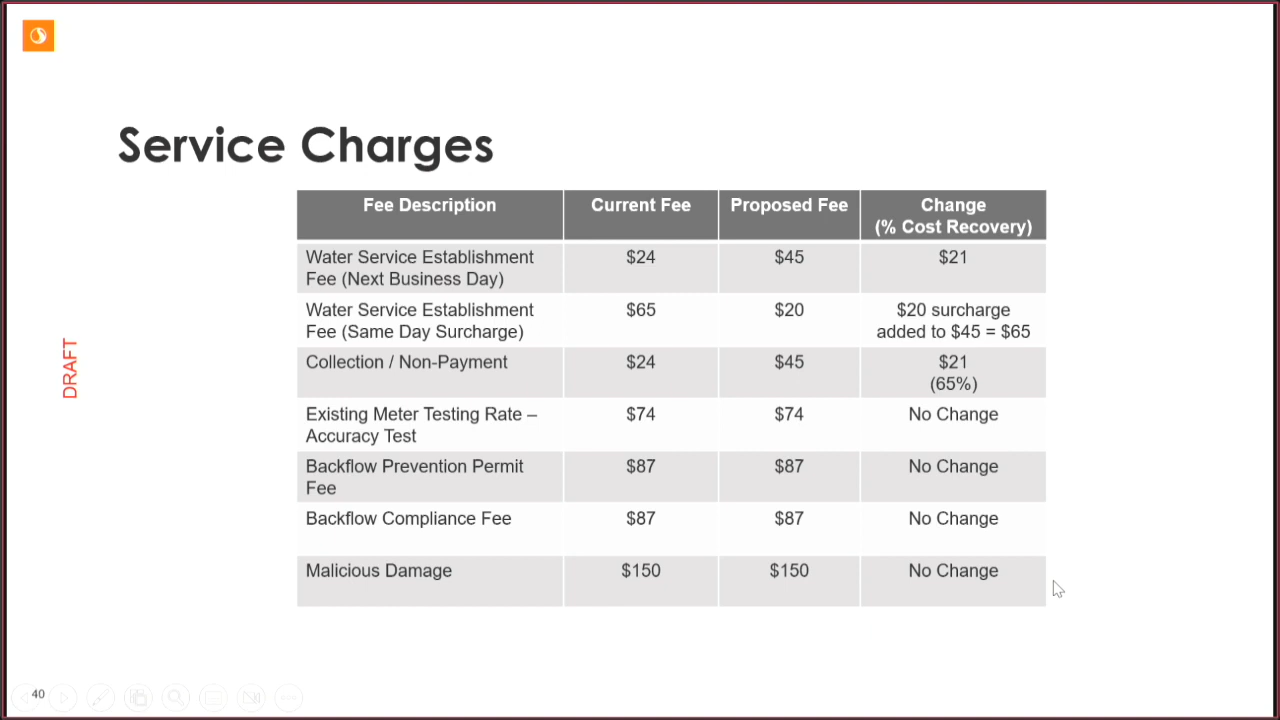 Service Charges
Fee Description Current Fee Proposed Fee Change
(% Cost Recovery)
Water Service Establishment $24 $45 $21
Fee (Next Business Day)
Water Service Establishment $65 $20 $20 surcharge
Fee (Same Day Surcharge) added to $45 = $65
Collection / Non-Payment $24 $45 $21
(65%)
Existing Meter Testing Rate – $74 $74 No Change
Accuracy Test
Backflow Prevention Permit $87 $87 No Change
Fee
Backflow Compliance Fee $87 $87 No Change
Malicious Damage $150 $150 No Change
DRAFT
40